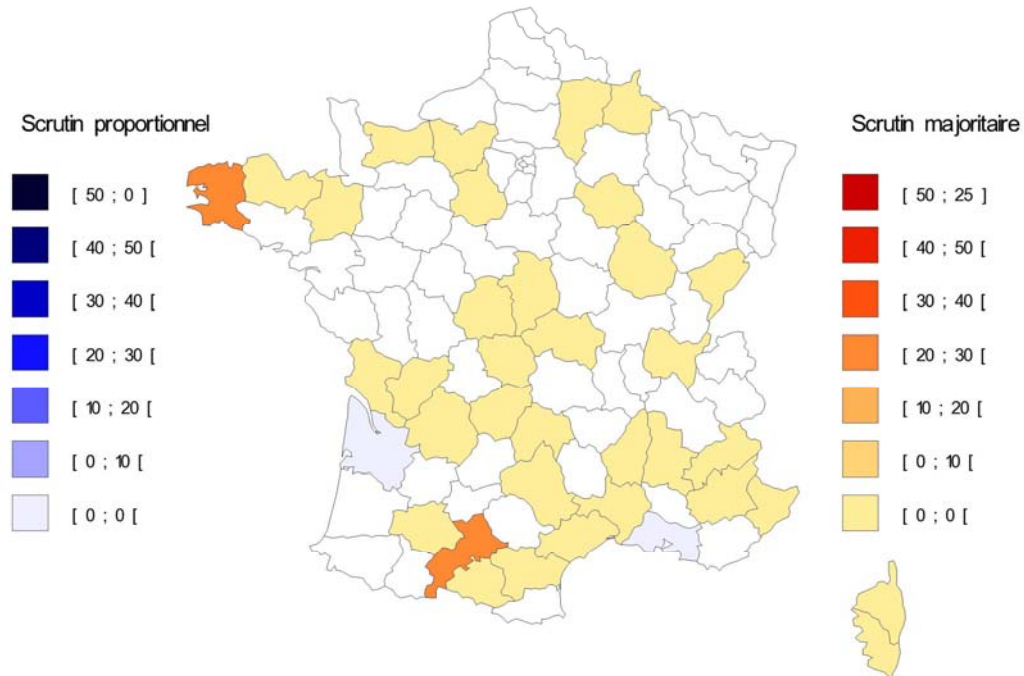 Scrutin proportionnel
[ 50 ; 0 ]
[ 40 ; 50 [
[ 30 ; 40 [
[ 20 ; 30 [
[ 10 ; 20 [
[ 0 ; 10 [
[ 0 ; 0 [
Scrutin majoritaire
[ 50 ; 25 ]
[ 40 ; 50 [
[ 30 ; 40 [
[ 20 ; 30 [
[ 10 ; 20 [
[ 0 ; 10 [
[ 0 ; 0 [